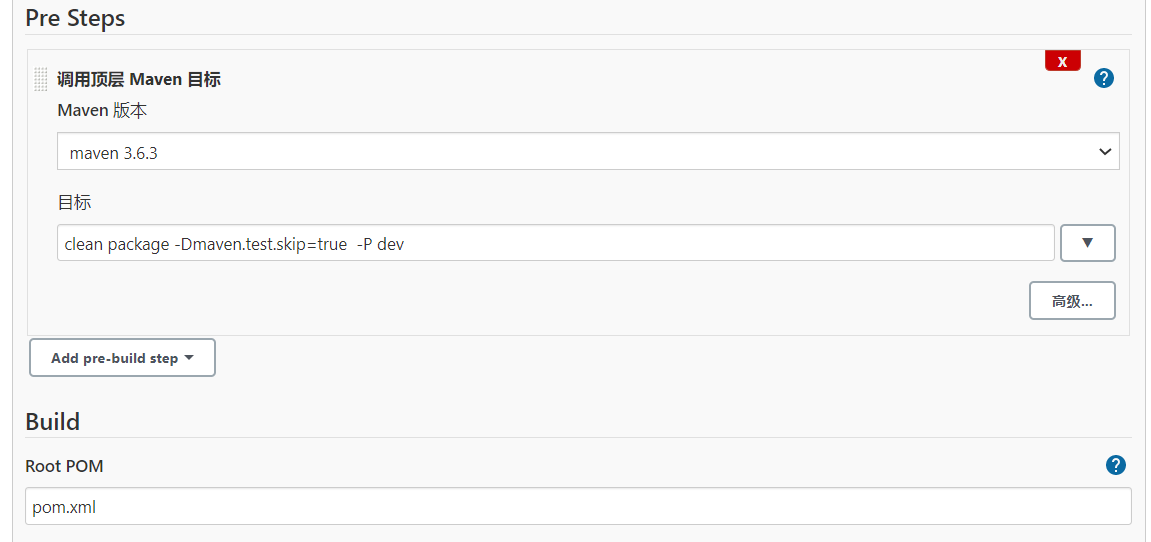 Pre Steps
X
调用顶层 Maven 目标
?
Maven 版本
maven 3.6.3
目标
clean package -Dmaven.test.skip=true  -P dev
▼
高级...
Add pre-build step
Build
Root POM
?
pom.xml